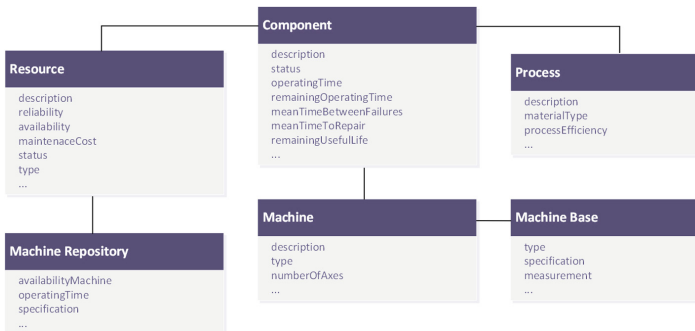 Component
description
status
operatingTime
remainingOperatingTime
meanTimeBetweenFailures
meanTimeToRepair
remainingUsefulLife
...
Resource
description
reliability
availability
maintenaceCost
status
type
...
Process
description
materialType
processEfficiency
...
Machine Repository
availabilityMachine
operatingTime
specification
...
Machine
description
type
numberOfAxes
...
Machine Base
type
specification
measurement
...